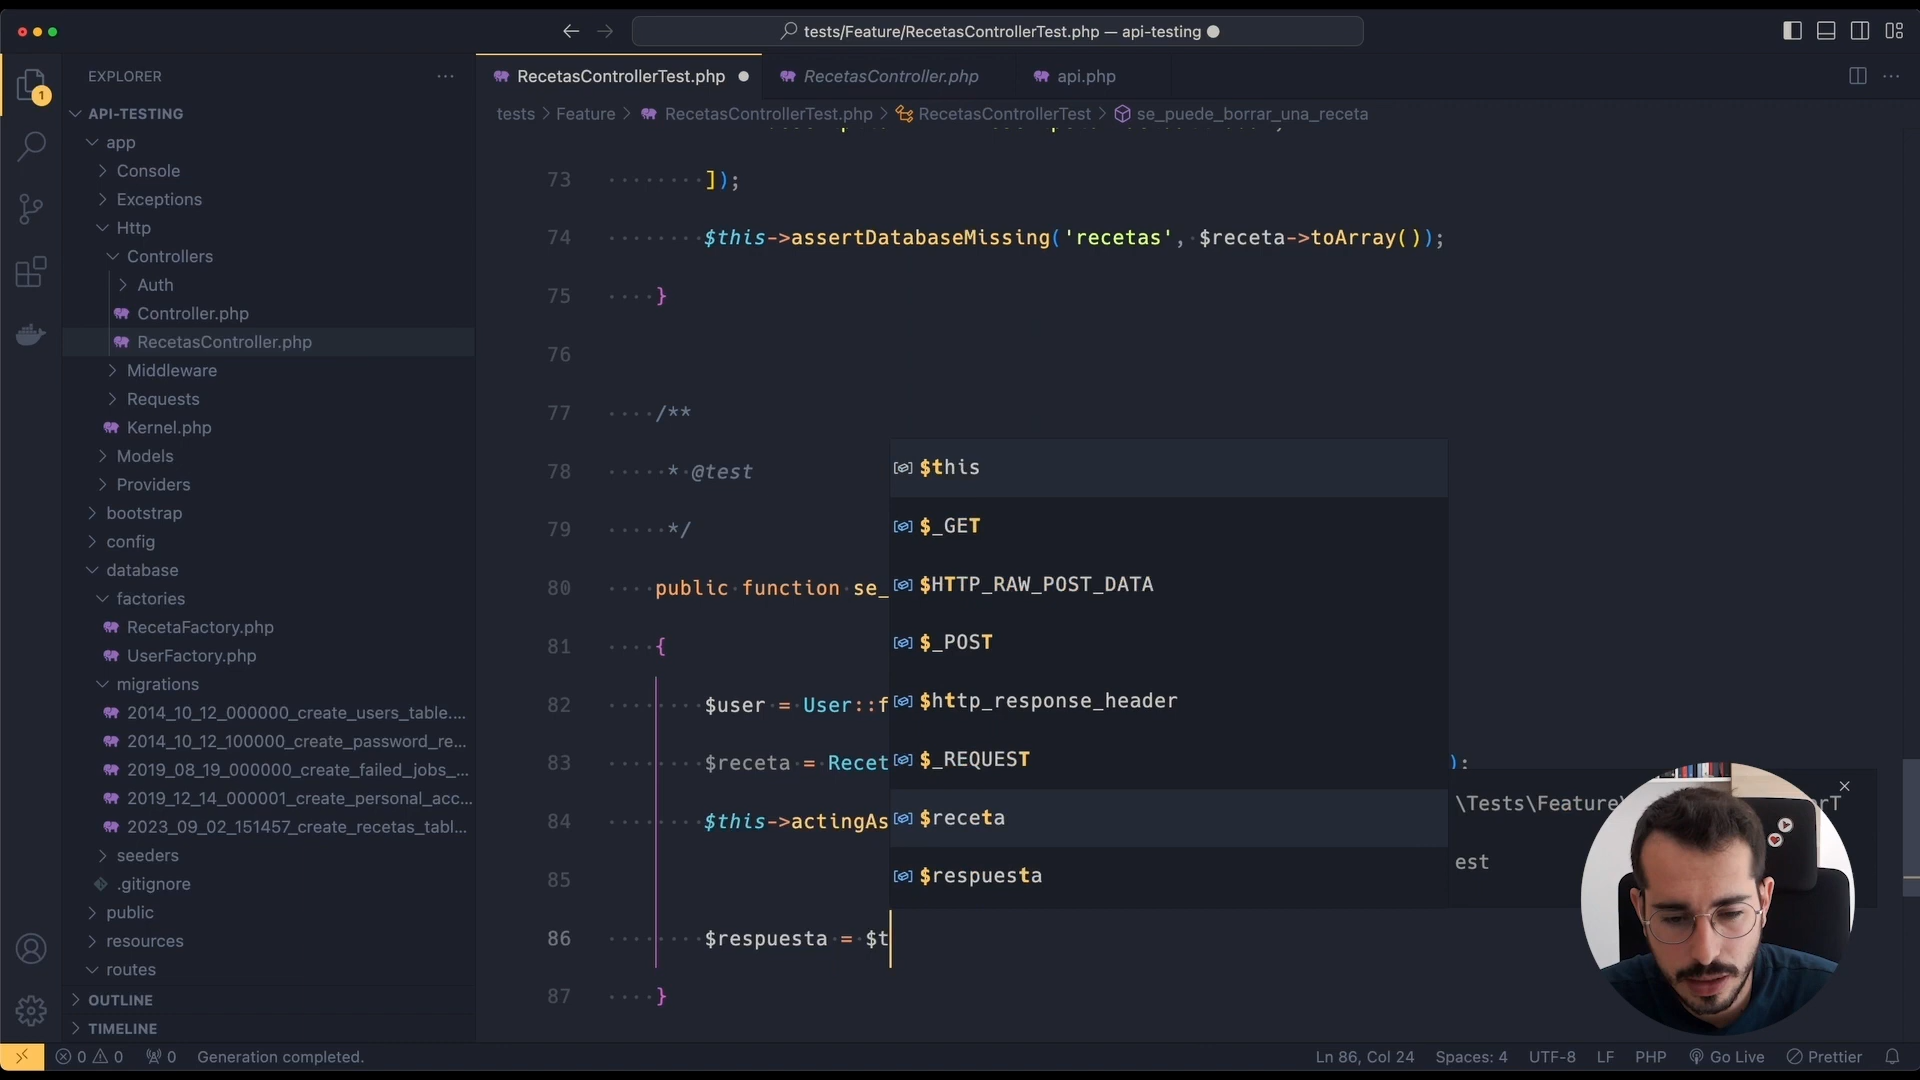 tests/Feature/RecetasControllerTest.php — api-testing
EXPLORER
RecetasControllerTest.php
RecetasController.php
api.php
1
tests > Feature > RecetasControllerTest.php > RecetasControllerTest > se_puede_borrar_una_receta
API-TESTING
app
Console
Exceptions
Http
Controllers
Auth
Controller.php
RecetasController.php
Middleware
Requests
Kernel.php
Models
Providers
bootstrap
config
database
factories
RecetaFactory.php
UserFactory.php
migrations
2014_10_12_000000_create_users_table....
2014_10_12_100000_create_password_re...
2019_08_19_000000_create_failed_jobs_...
2019_12_14_000001_create_personal_acc...
2023_09_02_151457_create_recetas_tabl...
seeders
.gitignore
public
resources
routes
OUTLINE
TIMELINE
73 ]);
74 $this->assertDatabaseMissing('recetas', $receta->toArray());
75 }
76
77 /**
78 * @test
79 */
80 public function se_
81 {
82 $user = User::f
83 $receta = Recet );
84 $this->actingAs
85
86 $respuesta = $t
87 }
$this
$_GET
$HTTP_RAW_POST_DATA
$_POST
$http_response_header
$_REQUEST
$receta
$respuesta
\Tests\Feature\
rT
est
0 0 0 Generation completed.
Ln 86, Col 24 Spaces: 4 UTF-8 LF PHP Go Live Prettier